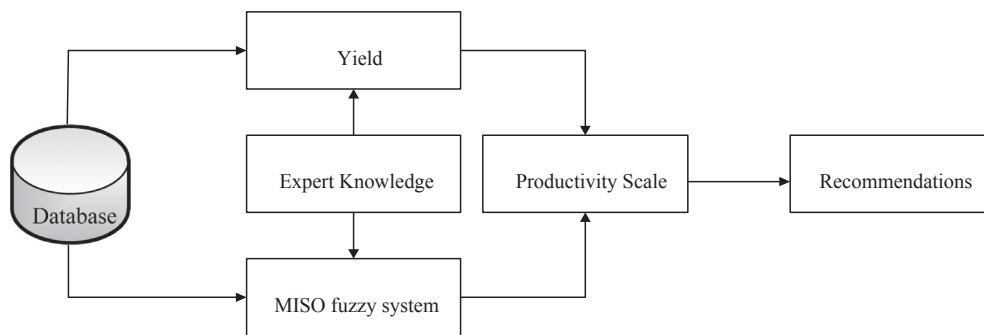 Yield
Expert Knowledge
Productivity Scale
Recommendations
Database
MISO fuzzy system